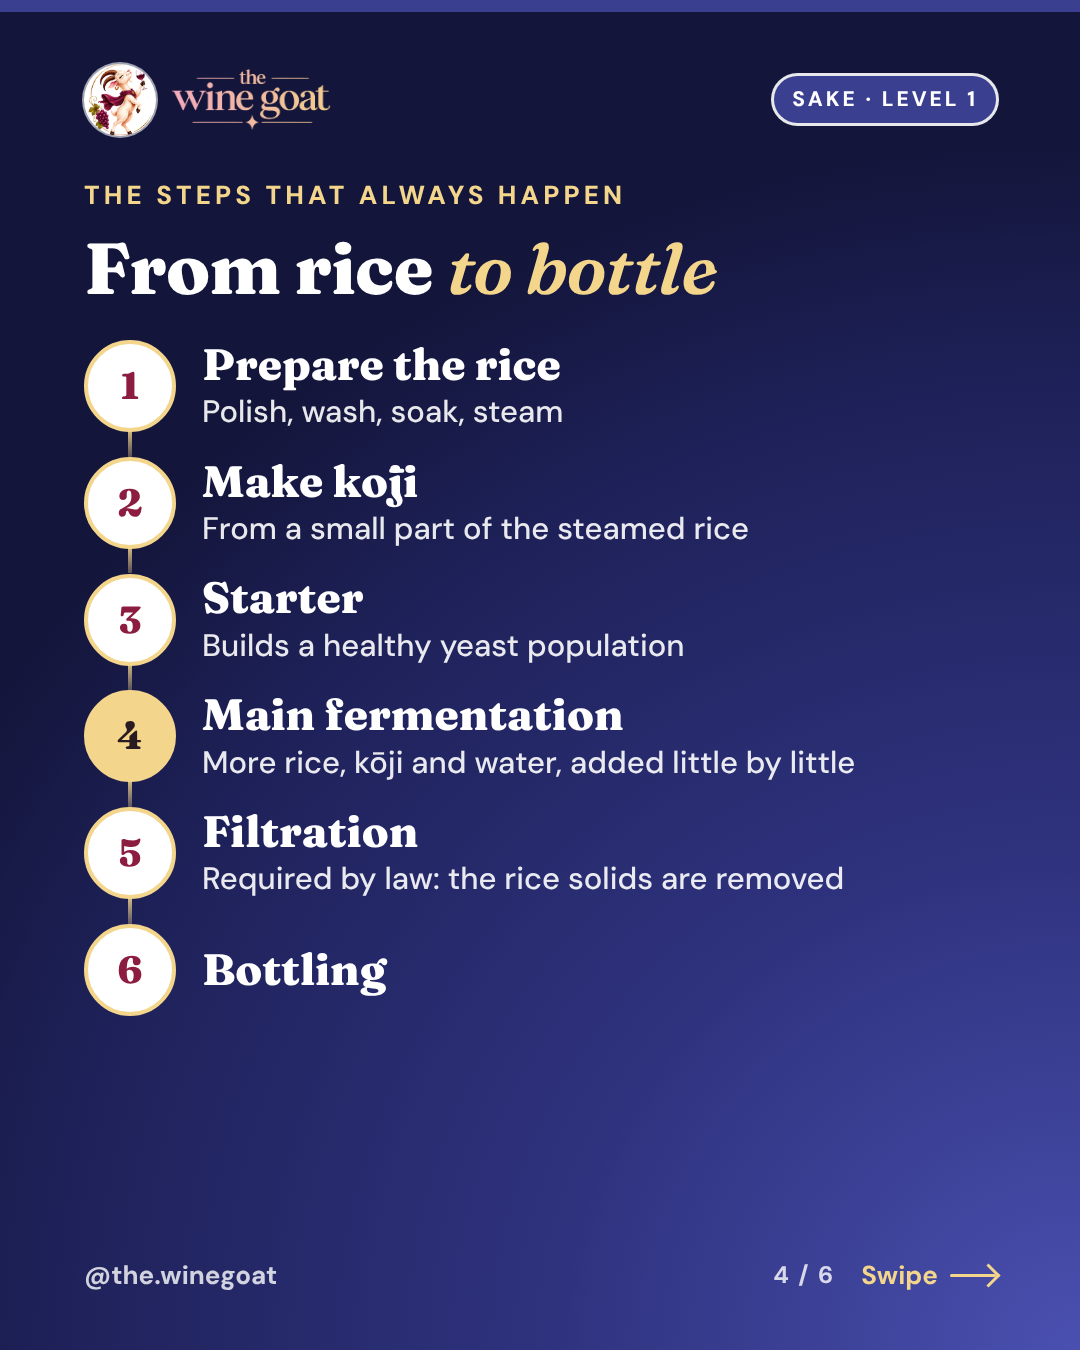 the
wine goat
SAKE · LEVEL 1
THE STEPS THAT ALWAYS HAPPEN
From rice to bottle
1
Prepare the rice
Polish, wash, soak, steam
2
Make kōji
From a small part of the steamed rice
3
Starter
Builds a healthy yeast population
4
Main fermentation
More rice, kōji and water, added little by little
5
Filtration
Required by law: the rice solids are removed
6
Bottling
@the.winegoat
4 / 6
Swipe